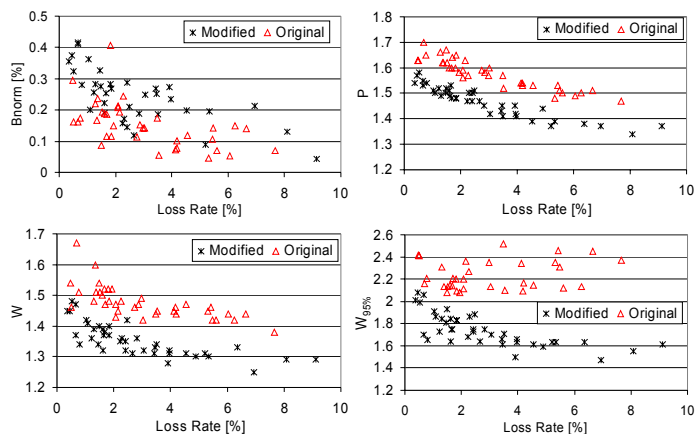 0.5
0.4
0.3
0.2
0.1
0
Bnorm [%]
Modified Original
0 2 4 6 8 10
Loss Rate [%]
1.8
1.7
1.6
1.5
1.4
1.3
1.2
P
Modified Original
0 2 4 6 8 10
Loss Rate [%]
1.7
1.6
1.5
1.4
1.3
1.2
W
Modified Original
0 2 4 6 8 10
Loss Rate [%]
2.6
2.4
2.2
2.0
1.8
1.6
1.4
W95%
Modified Original
0 2 4 6 8 10
Loss Rate [%]